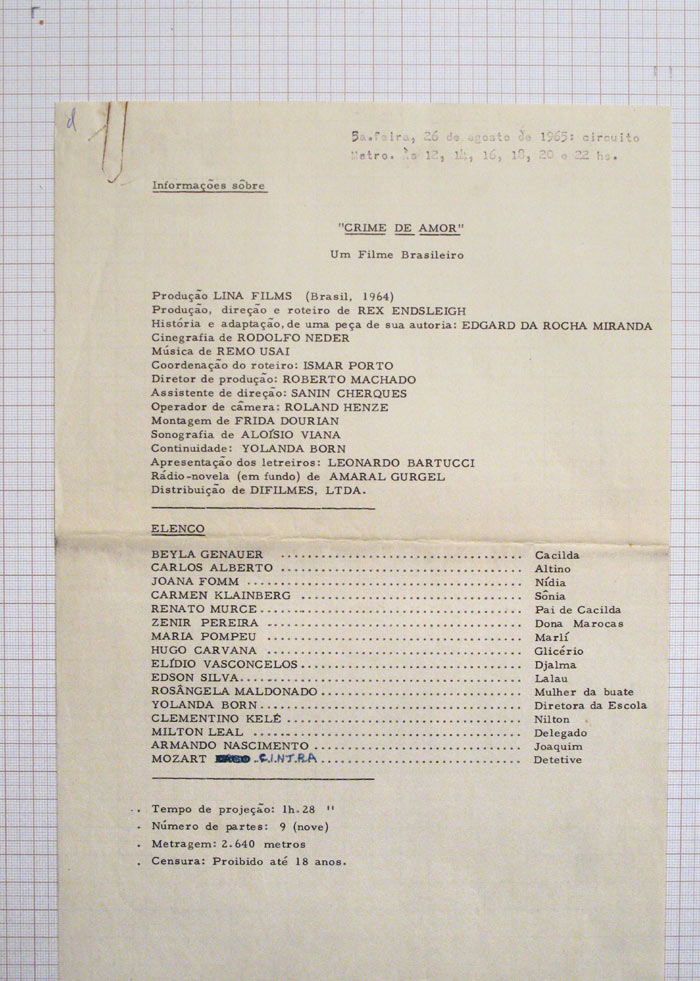 d
5a.feira, 26 de agosto de 1965: circuito
Metro. Às 12, 14, 16, 18, 20 e 22 hs.
Informações sôbre
"CRIME DE AMOR"
Um Filme Brasileiro
Produção LINA FILMS (Brasil, 1964)
Produção, direção e roteiro de REX ENDSLEIGH
História e adaptação, de uma peça de sua autoria: EDGARD DA ROCHA MIRANDA
Cinegrafia de RODOLFO NEDER
Música de REMO USAI
Coordenação do roteiro: ISMAR PORTO
Diretor de produção: ROBERTO MACHADO
Assistente de direção: SANIN CHERQUES
Operador de câmera: ROLAND HENZE
Montagem de FRIDA DOURIAN
Sonografia de ALOÍSIO VIANA
Continuidade: YOLANDA BORN
Apresentação dos letreiros: LEONARDO BARTUCCI
Rádio-novela (em fundo) de AMARAL GURGEL
Distribuição de DIFILMES, LTDA.
ELENCO
BEYLA GENAUER .................................. Cacilda
CARLOS ALBERTO .................................. Altino
JOANA FOMM ...................................... Nídia
CARMEN KLAINBERG ............................... Sônia
RENATO MURCE..................................... Pai de Cacilda
ZENIR PEREIRA .................................... Dona Marocas
MARIA POMPEU .................................... Marlí
HUGO CARVANA .................................... Glicério
ELÍDIO VASCONCELOS............................... Djalma
EDSON SILVA....................................... Lalau
ROSÂNGELA MALDONADO............................. Mulher da buate
YOLANDA BORN..................................... Diretora da Escola
CLEMENTINO KELÉ .................................. Nilton
MILTON LEAL ...................................... Delegado
ARMANDO NASCIMENTO .............................. Joaquim
MOZART C.I.N.T.R.A ............................. Detetive
. Tempo de projeção: 1h.28 "
. Número de partes: 9 (nove)
. Metragem: 2.640 metros
. Censura: Proibido até 18 anos.